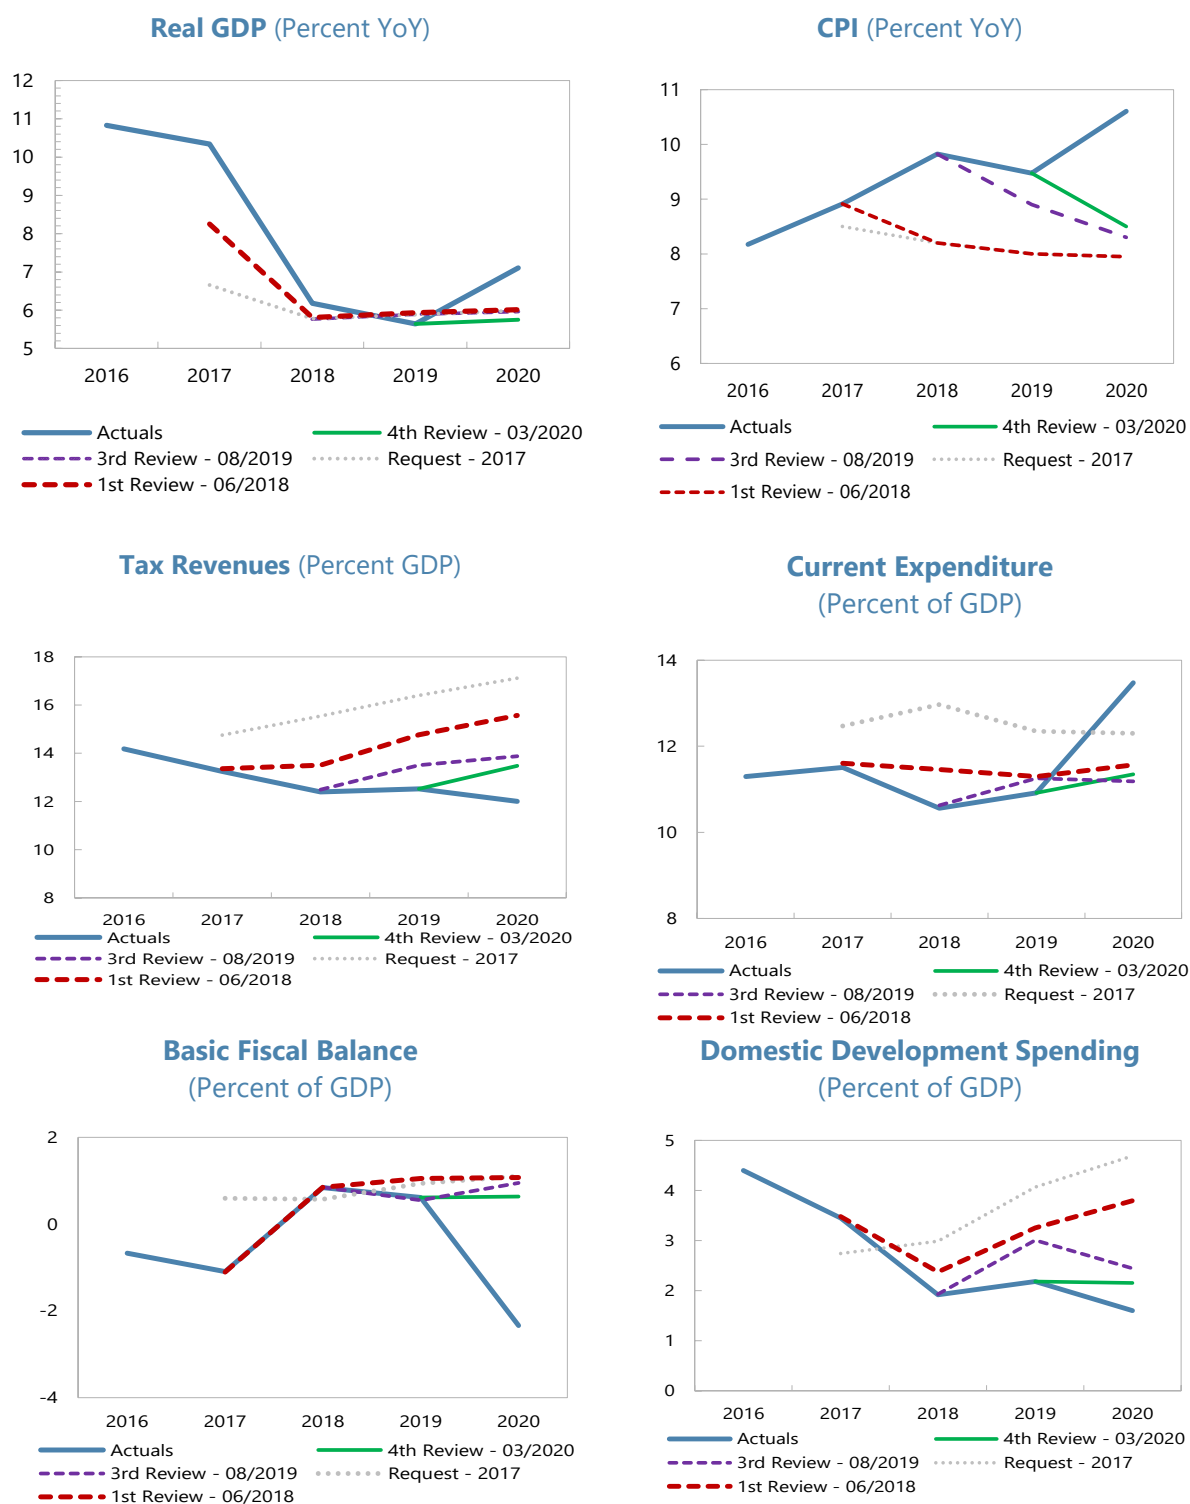 Real GDP (Percent YoY)
12
11
10
9
8
7
6
5
2016 2017 2018 2019 2020
Actuals 4th Review - 03/2020
3rd Review - 08/2019 Request - 2017
1st Review - 06/2018
CPI (Percent YoY)
11
10
9
8
7
6
2016 2017 2018 2019 2020
Actuals 4th Review - 03/2020
3rd Review - 08/2019 Request - 2017
1st Review - 06/2018
Tax Revenues (Percent GDP)
18
16
14
12
10
8
2016 2017 2018 2019 2020
Actuals 4th Review - 03/2020
3rd Review - 08/2019 Request - 2017
1st Review - 06/2018
Current Expenditure
(Percent of GDP)
14
12
10
8
2016 2017 2018 2019 2020
Actuals 4th Review - 03/2020
3rd Review - 08/2019 Request - 2017
1st Review - 06/2018
Basic Fiscal Balance
(Percent of GDP)
2
0
-2
-4
2016 2017 2018 2019 2020
Actuals 4th Review - 03/2020
3rd Review - 08/2019 Request - 2017
1st Review - 06/2018
Domestic Development Spending
(Percent of GDP)
5
4
3
2
1
0
2016 2017 2018 2019 2020
Actuals 4th Review - 03/2020
3rd Review - 08/2019 Request - 2017
1st Review - 06/2018